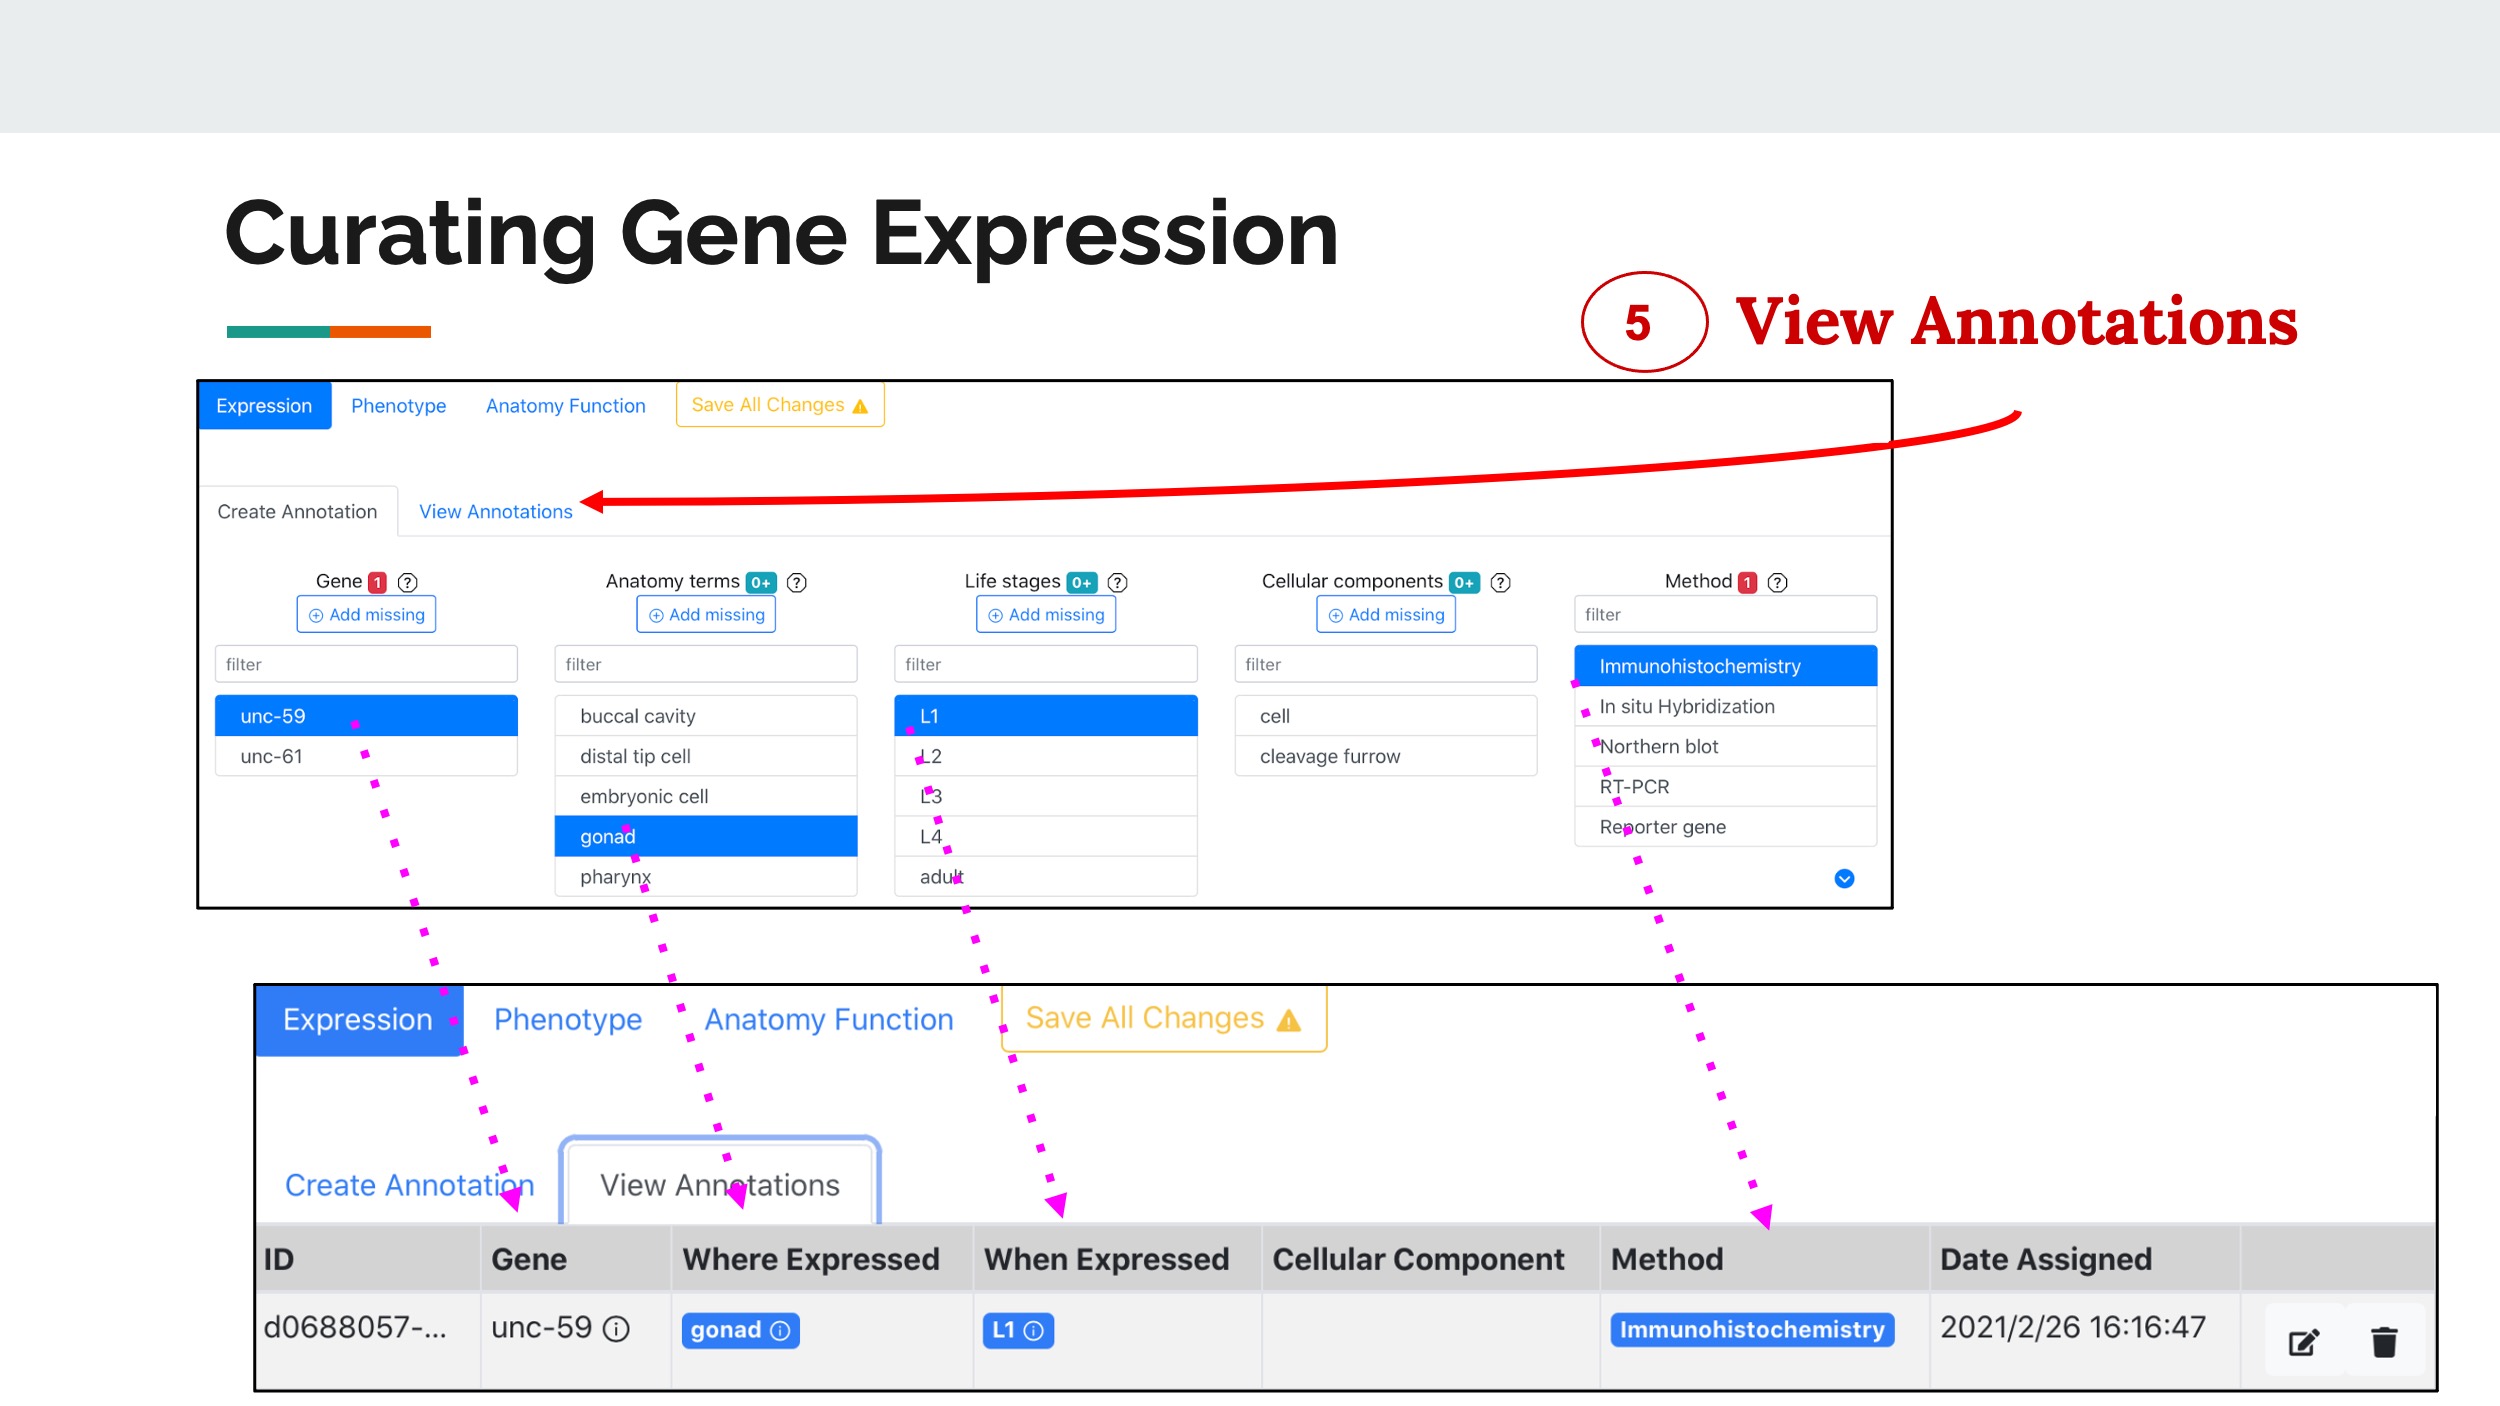 Curating Gene Expression
5 View Annotations
Expression Phenotype Anatomy Function Save All Changes
Create Annotation View Annotations
Gene 1 ? Anatomy terms 0+ ? Life stages 0+ ? Cellular components 0+ ? Method 1 ?
Add missing Add missing Add missing Add missing filter
filter filter filter filter Immunohistochemistry
unc-59 buccal cavity L1 cell In situ Hybridization
unc-61 distal tip cell L2 cleavage furrow Northern blot
embryonic cell L3 RT-PCR
gonad L4 Reporter gene
pharynx adult
Expression Phenotype Anatomy Function Save All Changes
Create Annotation View Annotations
ID Gene Where Expressed When Expressed Cellular Component Method Date Assigned
d0688057-... unc-59 gonad L1 Immunohistochemistry 2021/2/26 16:16:47